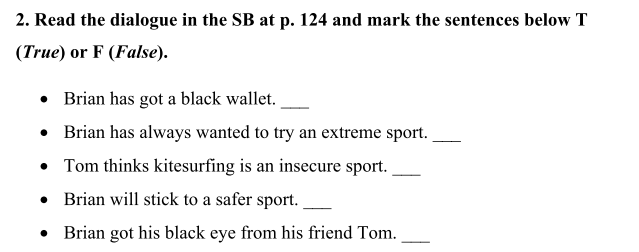 2. Read the dialogue in the SB at p. 124 and mark the sentences below T
(True) or F (False).
• Brian has got a black wallet. ___
• Brian has always wanted to try an extreme sport. ___
• Tom thinks kitesurfing is an insecure sport. ___
• Brian will stick to a safer sport. ___
• Brian got his black eye from his friend Tom. ___